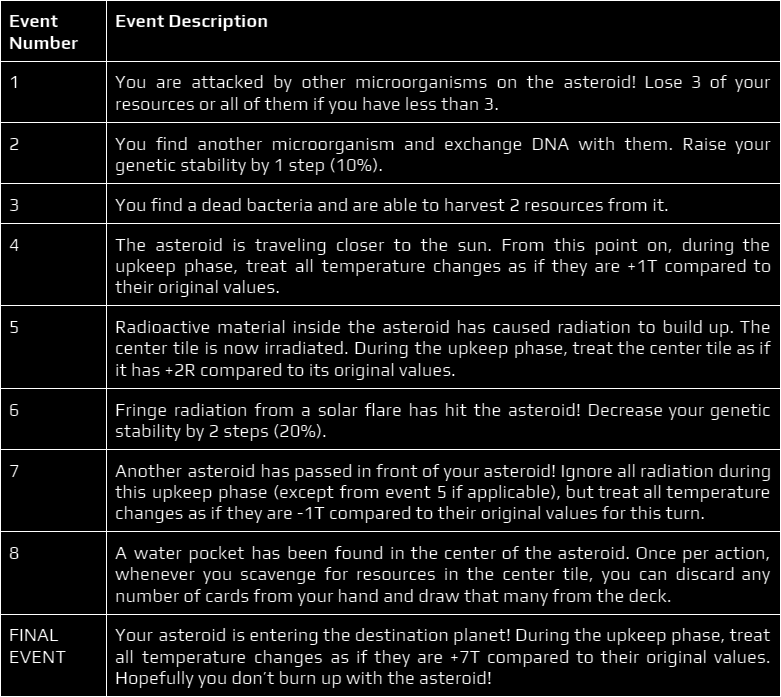 Event Number
Event Description
1
You are attacked by other microorganisms on the asteroid! Lose 3 of your
resources or all of them if you have less than 3.
2
You find another microorganism and exchange DNA with them. Raise your
genetic stability by 1 step (10%).
3
You find a dead bacteria and are able to harvest 2 resources from it.
4
The asteroid is traveling closer to the sun. From this point on, during the
upkeep phase, treat all temperature changes as if they are +1T compared to
their original values.
5
Radioactive material inside the asteroid has caused radiation to build up. The
center tile is now irradiated. During the upkeep phase, treat the center tile as if
it has +2R compared to its original values.
6
Fringe radiation from a solar flare has hit the asteroid! Decrease your genetic
stability by 2 steps (20%).
7
Another asteroid has passed in front of your asteroid! Ignore all radiation during
this upkeep phase (except from event 5 if applicable), but treat all temperature
changes as if they are -1T compared to their original values for this turn.
8
A water pocket has been found in the center of the asteroid. Once per action,
whenever you scavenge for resources in the center tile, you can discard any
number of cards from your hand and draw that many from the deck.
FINAL
EVENT
Your asteroid is entering the destination planet! During the upkeep phase, treat
all temperature changes as if they are +7T compared to their original values.
Hopefully you don't burn up with the asteroid!